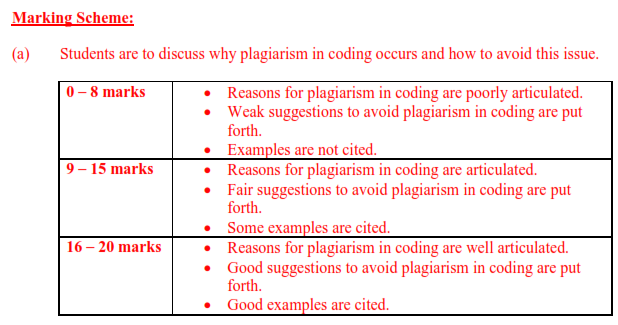 Marking Scheme:
(a) Students are to discuss why plagiarism in coding occurs and how to avoid this issue.
0 – 8 marks
• Reasons for plagiarism in coding are poorly articulated.
• Weak suggestions to avoid plagiarism in coding are put
forth.
• Examples are not cited.
9 – 15 marks
• Reasons for plagiarism in coding are articulated.
• Fair suggestions to avoid plagiarism in coding are put
forth.
• Some examples are cited.
16 – 20 marks
• Reasons for plagiarism in coding are well articulated.
• Good suggestions to avoid plagiarism in coding are put
forth.
• Good examples are cited.